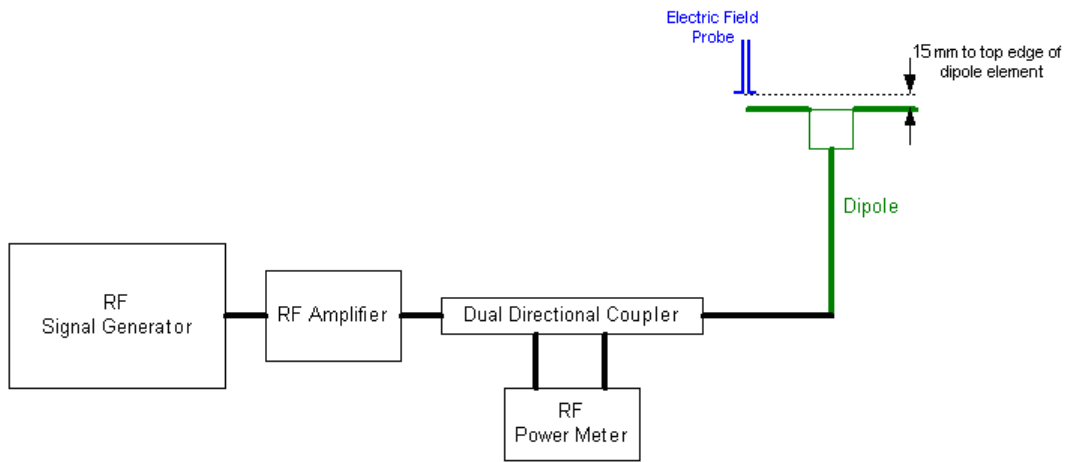 Electric Field
Probe
15 mm to top edge of
dipole element
Dipole
RF
Signal Generator
RF Amplifier
Dual Directional Coupler
RF
Power Meter